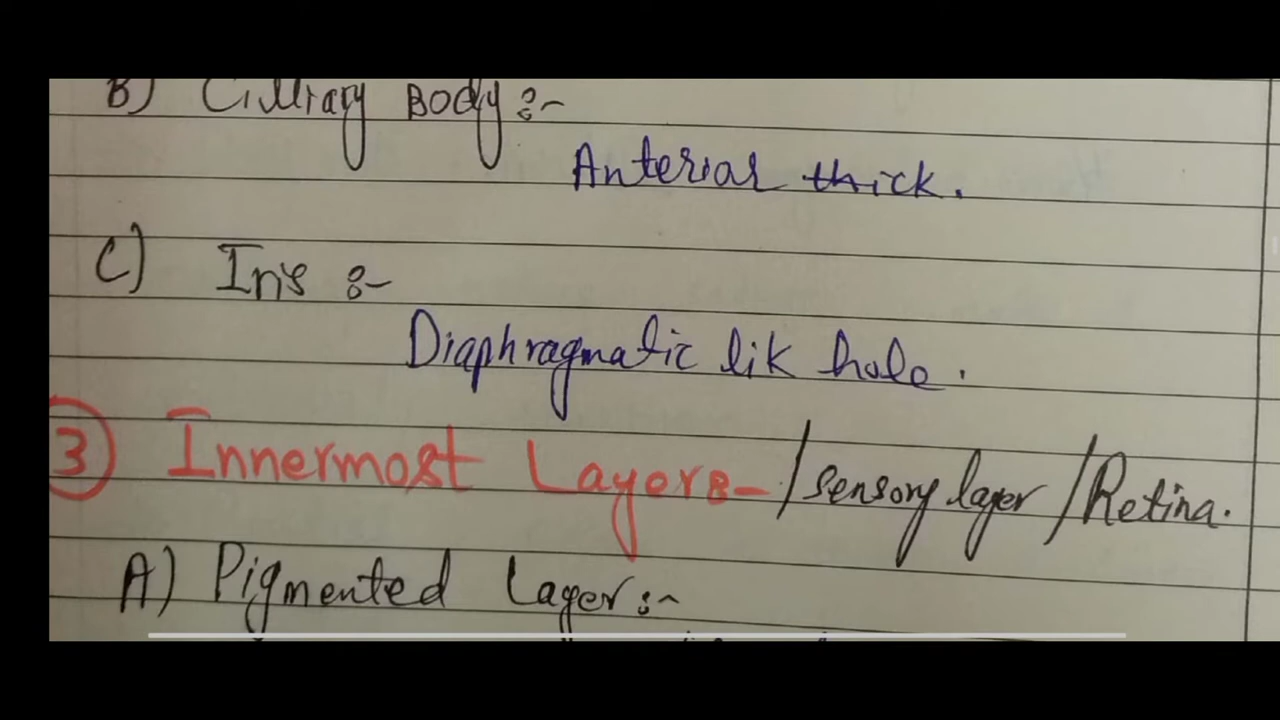 B) Cilliary Body :-
Anterior thick.
C) Iris :-
Diaphragmatic lik hole.
3) Innermost Layer :- / sensory layer / Retina.
A) Pigmented Layer :-